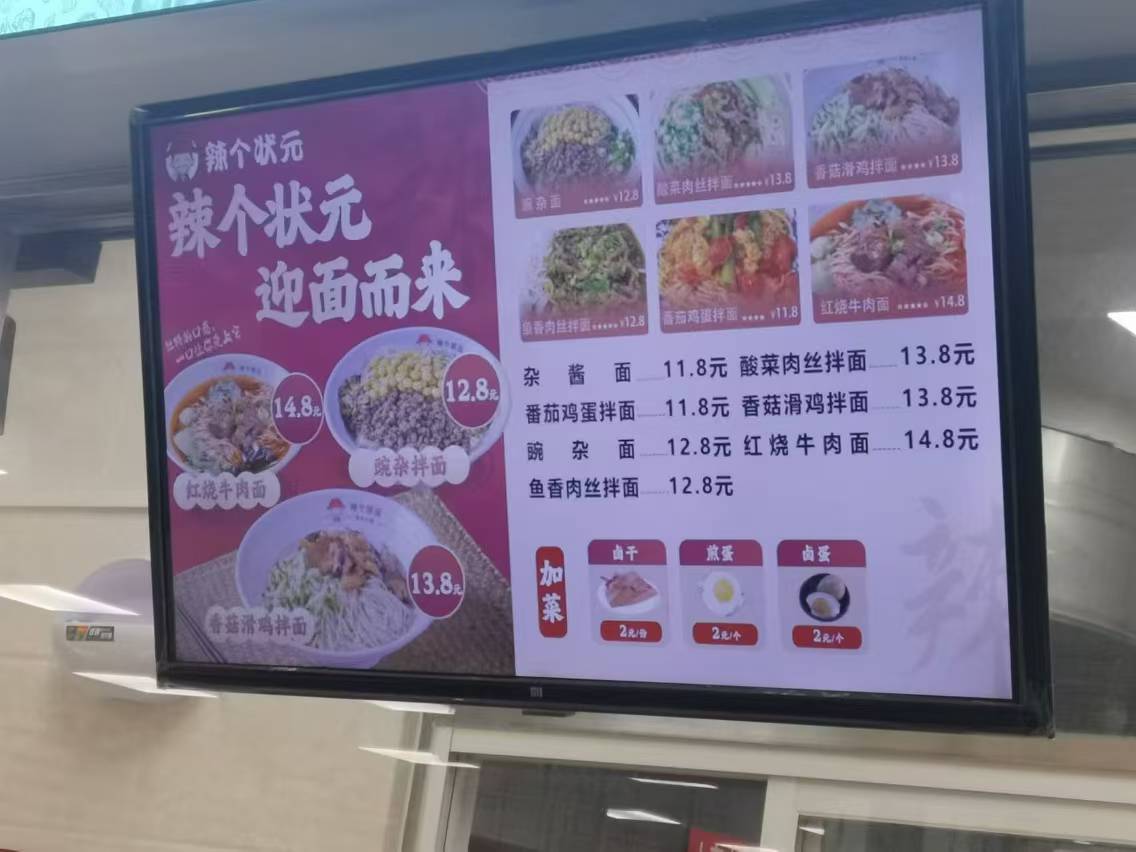 辣个状元
辣个状元
迎面而来
14.8元
红烧牛肉面
12.8元
豌杂拌面
13.8元
香菇滑鸡拌面
豌杂面 ¥12.8
酸菜肉丝拌面 ¥13.8
香菇滑鸡拌面 ¥13.8
鱼香肉丝拌面 ¥12.8
番茄鸡蛋拌面 ¥11.8
红烧牛肉面 ¥14.8
杂酱面 11.8元 酸菜肉丝拌面 13.8元
番茄鸡蛋拌面 11.8元 香菇滑鸡拌面 13.8元
豌杂面 12.8元 红烧牛肉面 14.8元
鱼香肉丝拌面 12.8元
加菜
卤干
2元/份
煎蛋
2元/个
卤蛋
2元/个